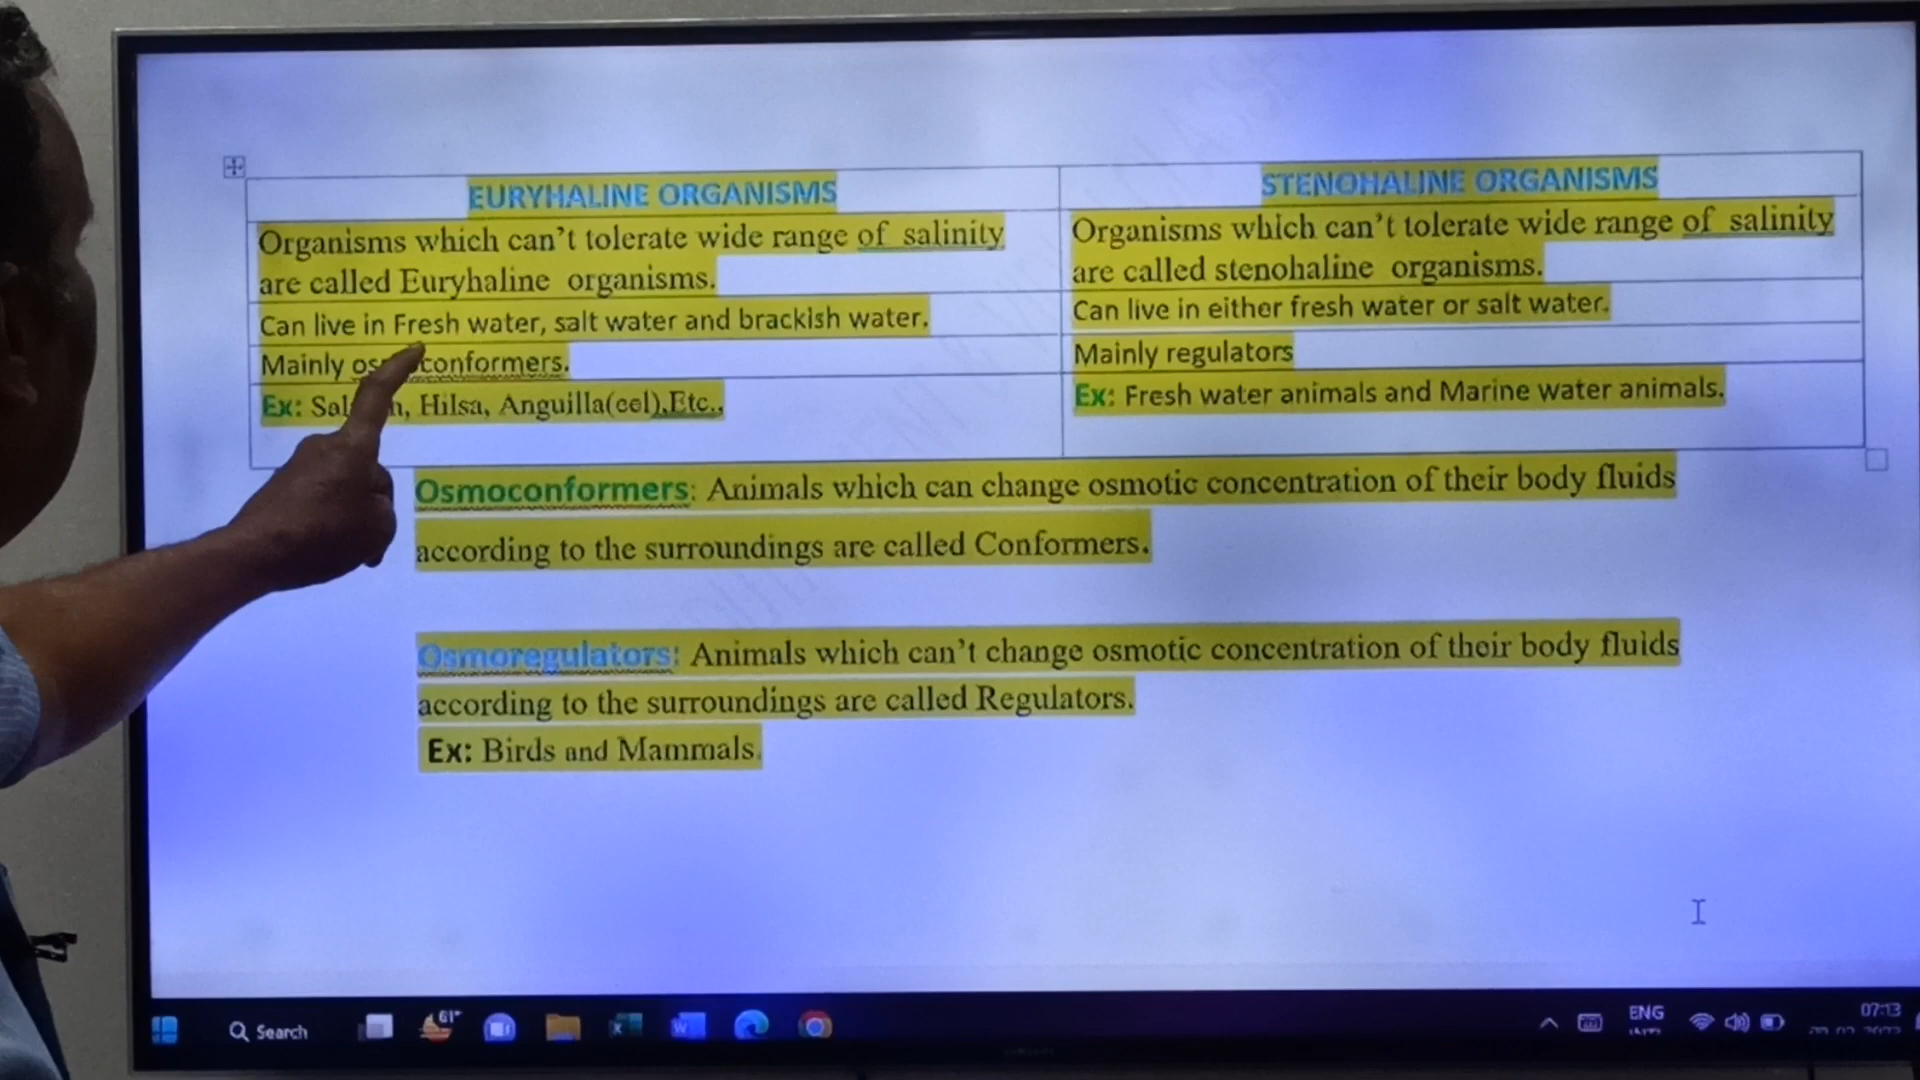 EURYHALINE ORGANISMS
Organisms which can't tolerate wide range of salinity
are called Euryhaline organisms.
Can live in Fresh water, salt water and brackish water.
Mainly conformers.
Ex: Hilsa, Anguilla(eel),Etc.,
STENOHALINE ORGANISMS
Organisms which can't tolerate wide range of salinity
are called stenohaline organisms.
Can live in either fresh water or salt water.
Mainly regulators
Ex: Fresh water animals and Marine water animals.
Osmoconformers: Animals which can change osmotic concentration of their body fluids
according to the surroundings are called Conformers.
Osmoregulators: Animals which can't change osmotic concentration of their body fluids
according to the surroundings are called Regulators.
Ex: Birds and Mammals.
Search
61°
ENG
07:13